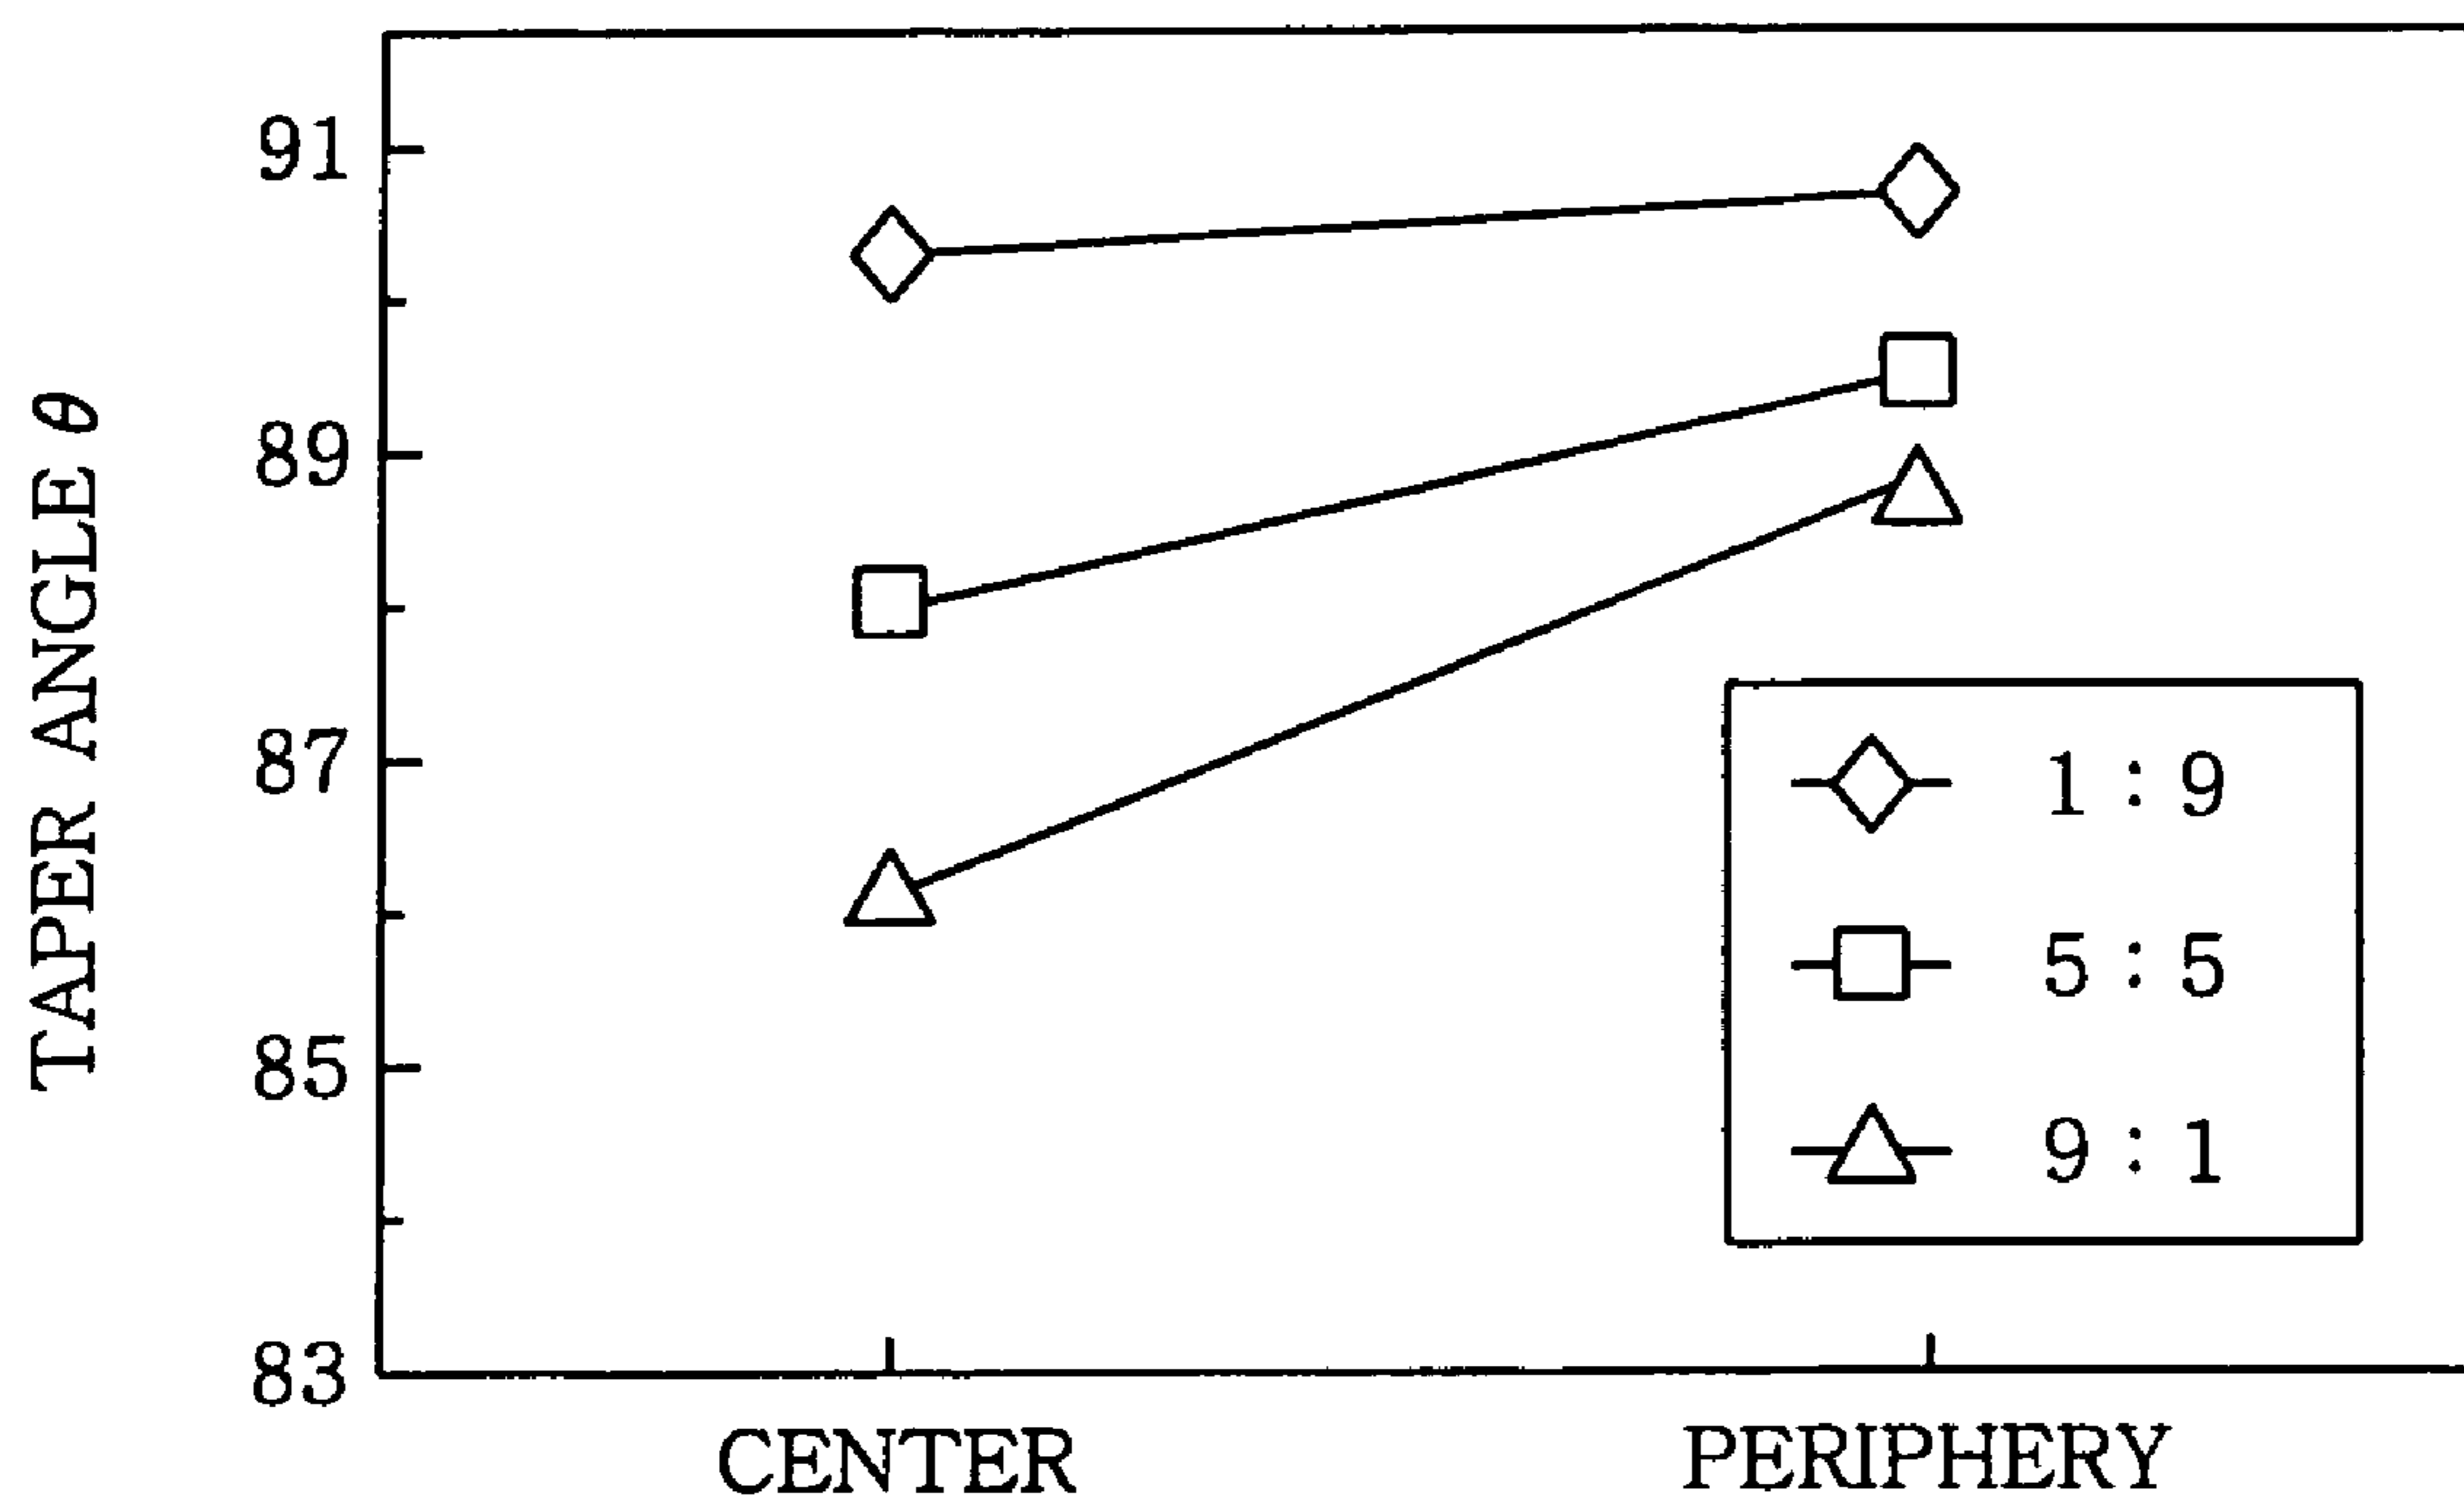 TAPER ANGLE θ
91
89
87
85
83
CENTER
PERIPHERY
1 : 9
5 : 5
9 : 1